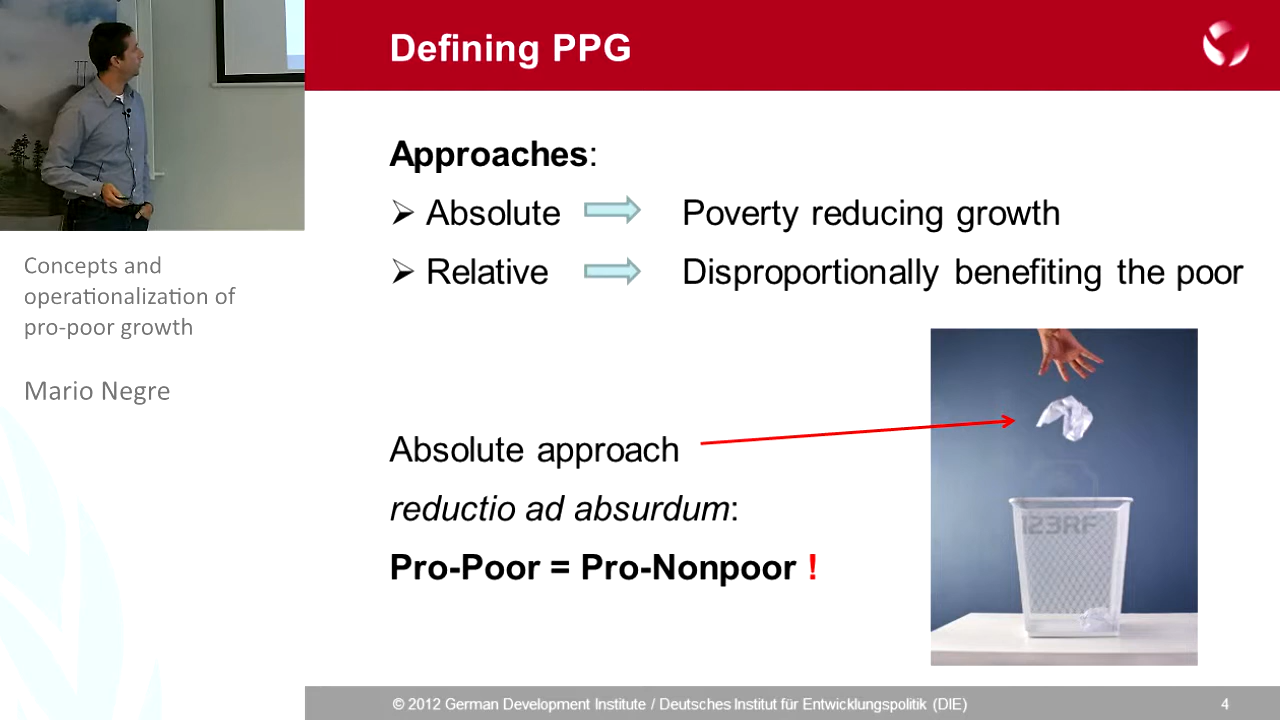 Defining PPG
Concepts and
operationalization of
pro-poor growth
Mario Negre
Approaches:
Absolute Poverty reducing growth
Relative Disproportionally benefiting the poor
Absolute approach
reductio ad absurdum:
Pro-Poor = Pro-Nonpoor !
123RF
© 2012 German Development Institute / Deutsches Institut für Entwicklungspolitik (DIE)
4